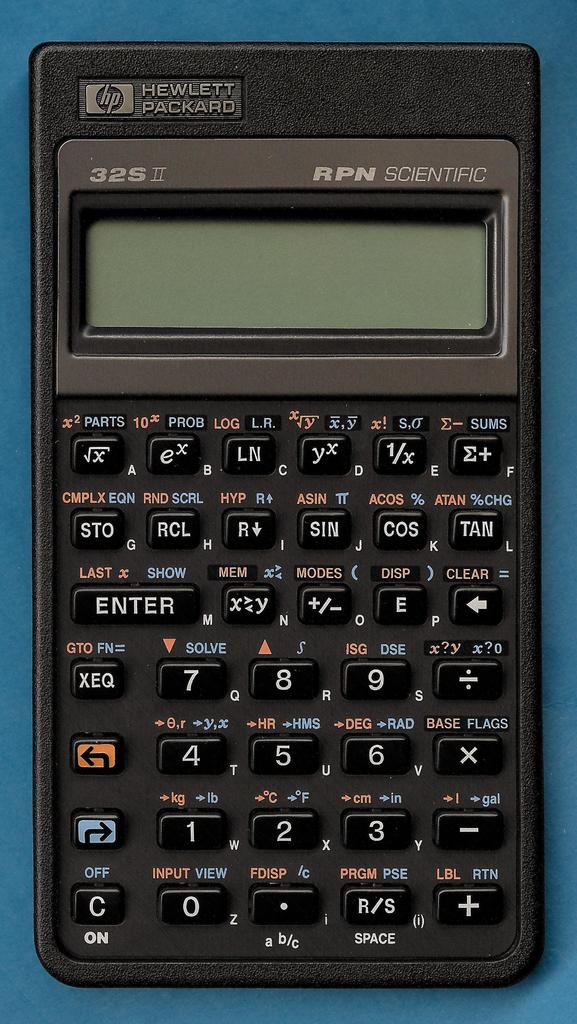 hp HEWLETT
PACKARD
32S II RPN SCIENTIFIC
x² PARTS 10ˣ PROB LOG L.R. ˣ√y x̄,ȳ x! S,σ Σ− SUMS
√x A eˣ B LN C yˣ D 1/x E Σ+ F
CMPLX EQN RND SCRL HYP R↑ ASIN π ACOS % ATAN %CHG
STO G RCL H R↓ I SIN J COS K TAN L
LAST x SHOW MEM x≷ MODES ( DISP ) CLEAR =
ENTER M x≷y N +/− O E P ←
GTO FN= ▼ SOLVE ▲ ∫ ISG DSE x?y x?0
XEQ 7 Q 8 R 9 S ÷
→θ,r →y,x →HR →HMS →DEG →RAD BASE FLAGS
4 T 5 U 6 V ×
→kg →lb →°C →°F →cm →in →l →gal
1 W 2 X 3 Y −
OFF INPUT VIEW FDISP /c PRGM PSE LBL RTN
C 0 Z · i R/S (i) +
ON a b/c SPACE